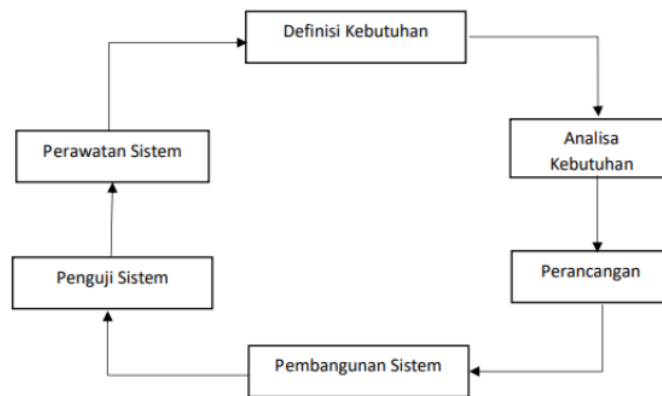 Definisi Kebutuhan
Analisa
Kebutuhan
Perancangan
Pembangunan Sistem
Penguji Sistem
Perawatan Sistem